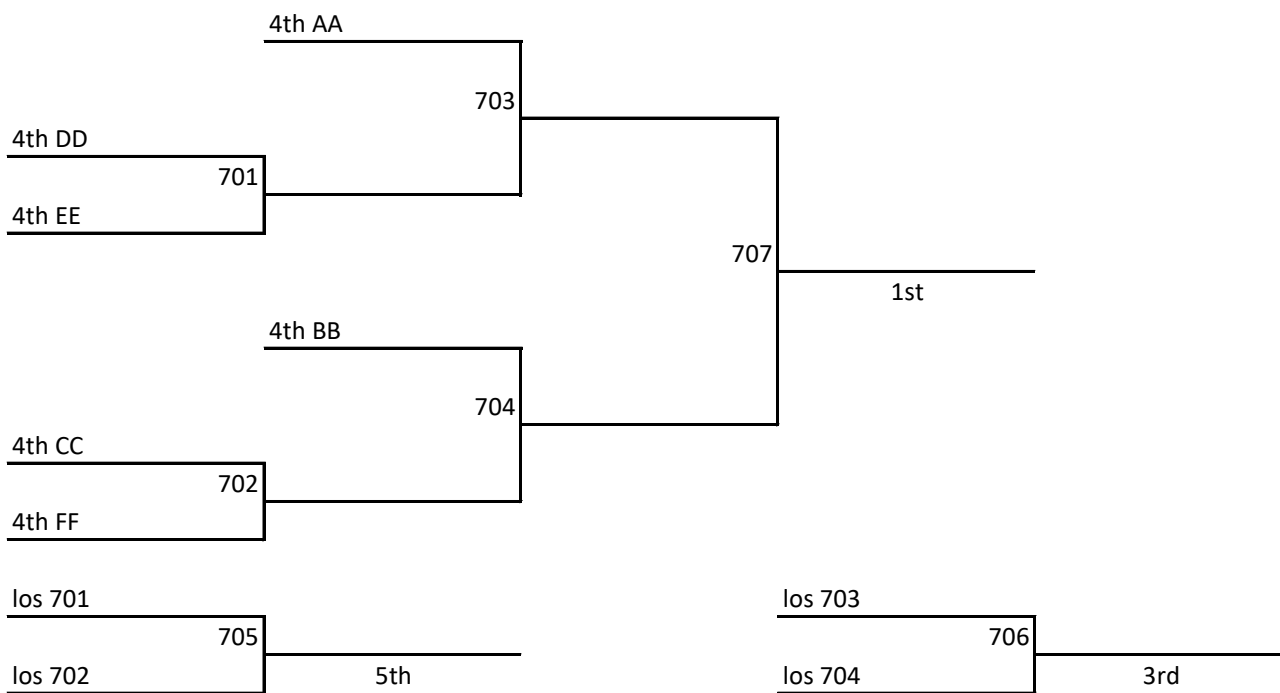 4th AA
703
4th DD
701
4th EE
707
1st
4th BB
704
4th CC
702
4th FF
los 701
los 703
705
706
los 702
5th
los 704
3rd